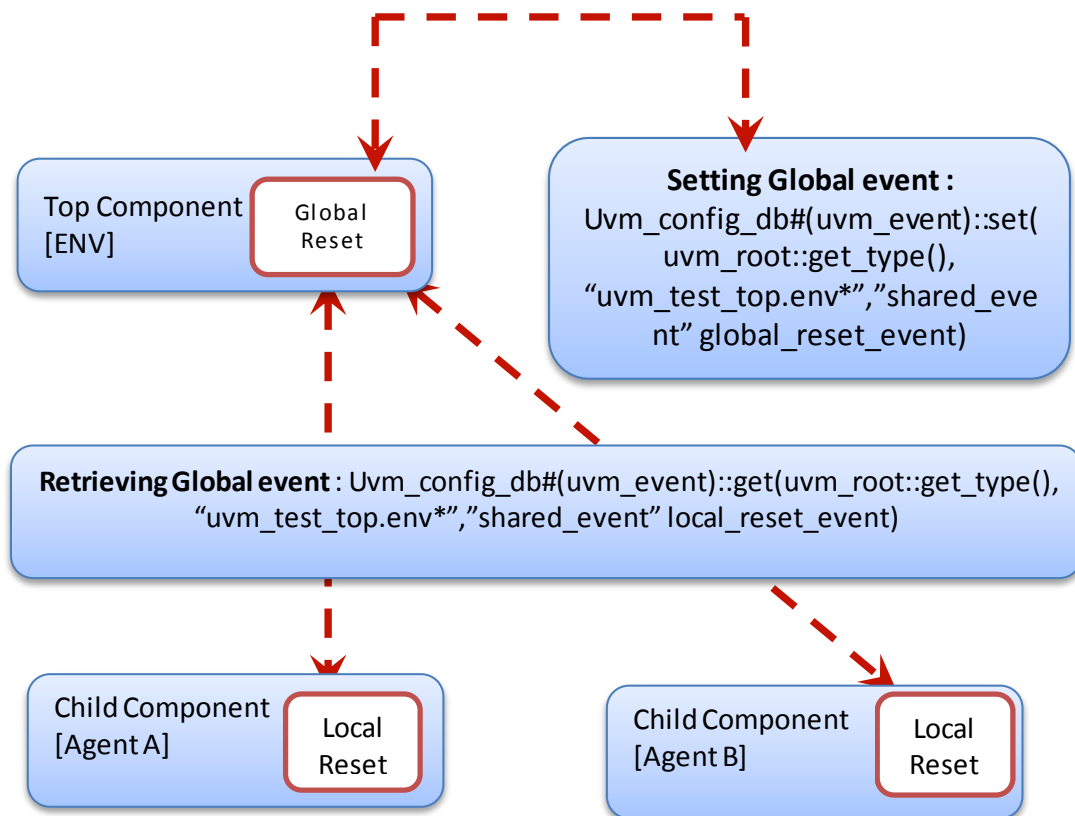 Top Component
[ENV]
Global
Reset
Setting Global event :
Uvm_config_db#(uvm_event)::set(
uvm_root::get_type(),
“uvm_test_top.env*”,”shared_eve
nt” global_reset_event)
Retrieving Global event : Uvm_config_db#(uvm_event)::get(uvm_root::get_type(),
“uvm_test_top.env*”,”shared_event” local_reset_event)
Child Component
[Agent A]
Local
Reset
Child Component
[Agent B]
Local
Reset